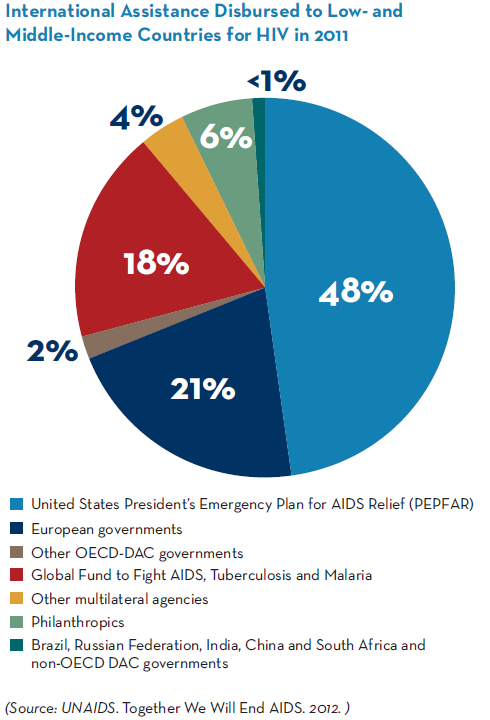 International Assistance Disbursed to Low- and
Middle-Income Countries for HIV in 2011
<1%
4%
6%
18%
48%
2%
21%
United States President's Emergency Plan for AIDS Relief (PEPFAR)
European governments
Other OECD-DAC governments
Global Fund to Fight AIDS, Tuberculosis and Malaria
Other multilateral agencies
Philanthropics
Brazil, Russian Federation, India, China and South Africa and
non-OECD DAC governments
(Source: UNAIDS. Together We Will End AIDS. 2012. )